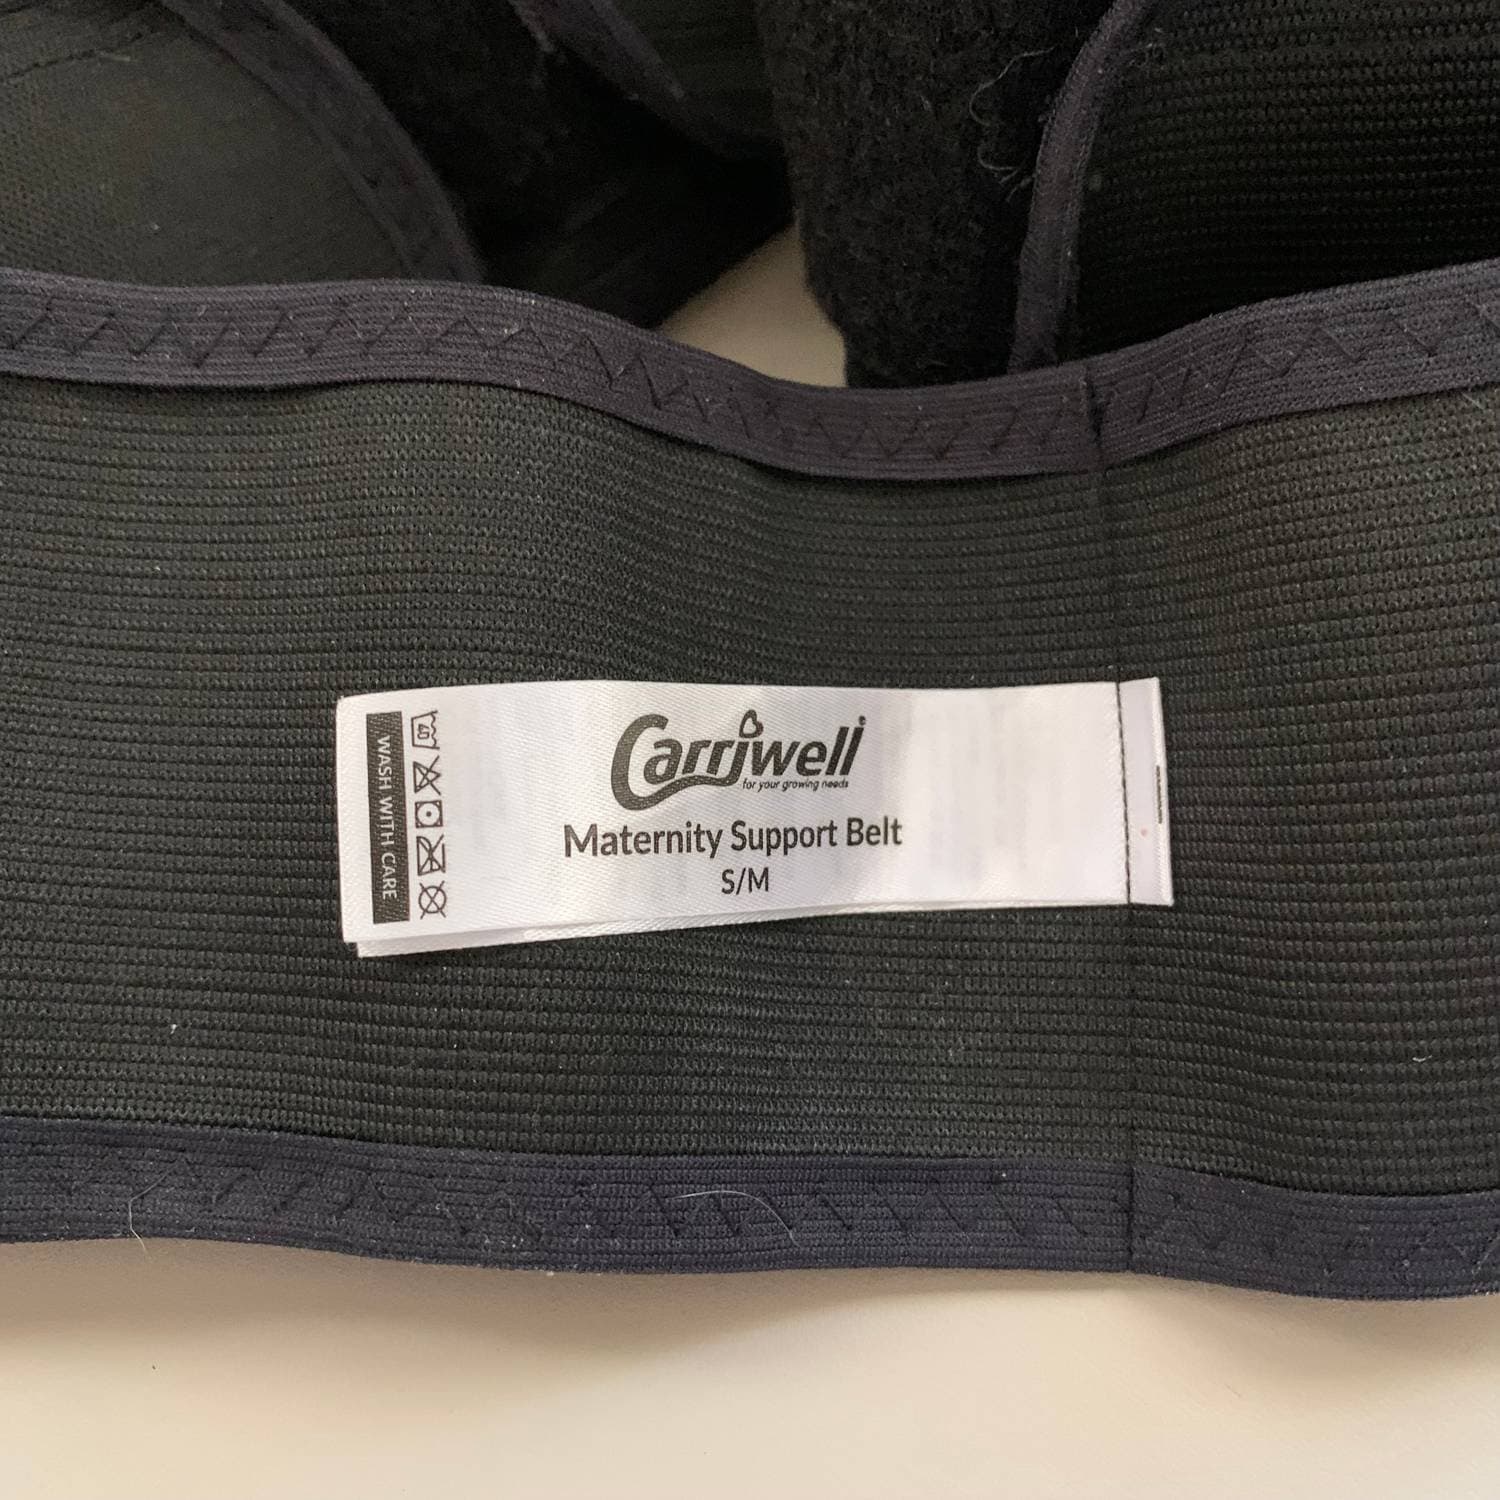 WASH WITH CARE
Carriwell®
for your growing needs
Maternity Support Belt
S/M